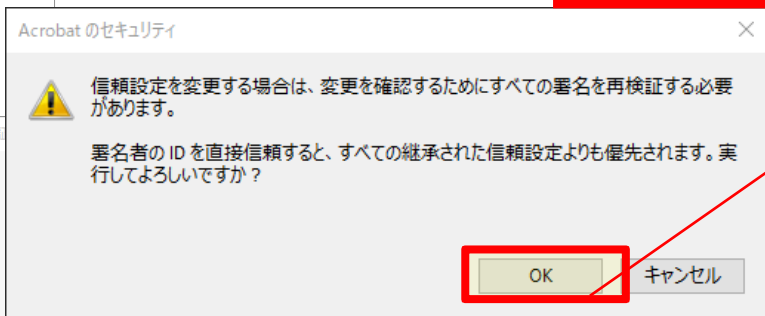 Acrobat のセキュリティ
信頼設定を変更する場合は、変更を確認するためにすべての署名を再検証する必要
があります。
署名者の ID を直接信頼すると、すべての継承された信頼設定よりも優先されます。実
行してよろしいですか？
OK
キャンセル